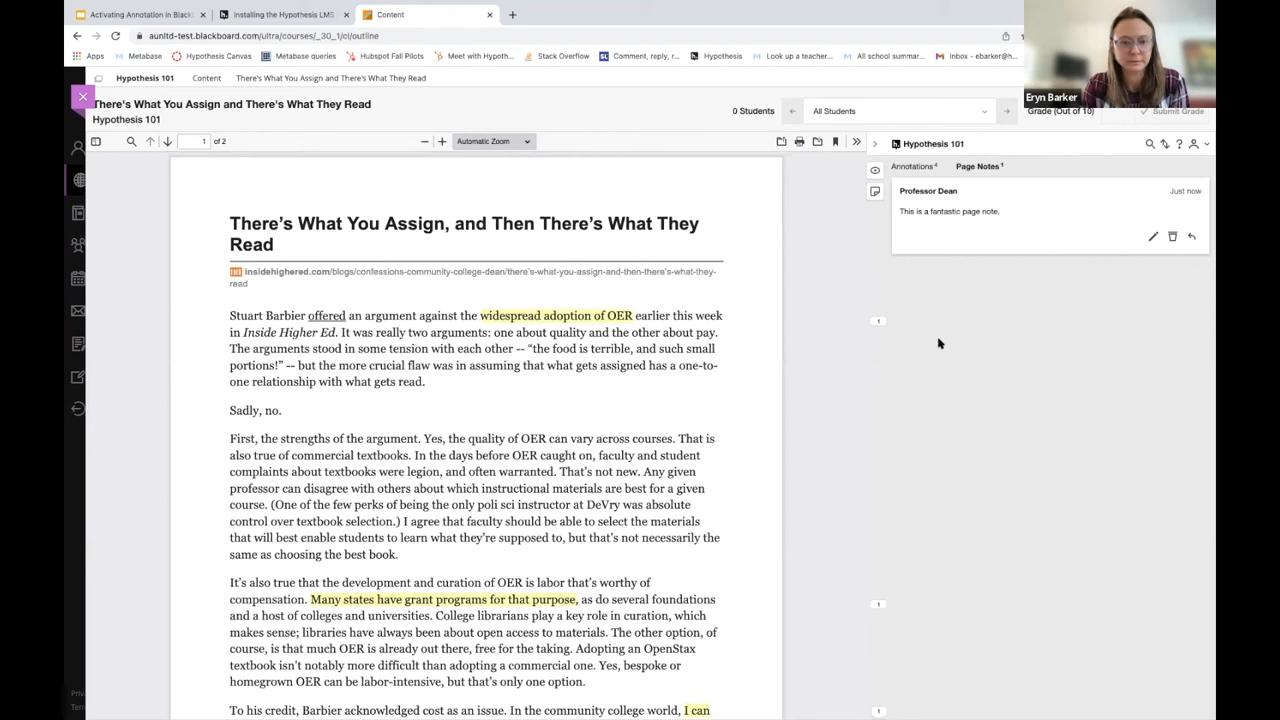 Activating Annotation in Black
Installing the Hypothesis LMS
Content
aunltd-test.blackboard.com/ultra/courses/_30_1/cl/outline
Apps
Metabase
Hypothesis Canvas
Metabase queries
Hubspot Fall Pilots
Meet with Hypoth...
Stack Overflow
Comment, reply, r...
Hypothesis
Look up a teacher...
All school summar...
Inbox - ebarker@h...
Hypothesis 101
Content
There's What You Assign and There's What They Read
Eryn Barker
There's What You Assign and There's What They Read
Hypothesis 101
0 Students
All Students
Grade (Out of 10)
Submit Grade
1 of 2
Automatic Zoom
Hypothesis 101
Annotations 4
Page Notes 1
Professor Dean
Just now
This is a fantastic page note.
There's What You Assign, and Then There's What They
Read
insidehighered.com/blogs/confessions-community-college-dean/there's-what-you-assign-and-then-there's-what-they-
read
Stuart Barbier offered an argument against the widespread adoption of OER earlier this week
in Inside Higher Ed. It was really two arguments: one about quality and the other about pay.
The arguments stood in some tension with each other -- “the food is terrible, and such small
portions!” -- but the more crucial flaw was in assuming that what gets assigned has a one-to-
one relationship with what gets read.
Sadly, no.
First, the strengths of the argument. Yes, the quality of OER can vary across courses. That is
also true of commercial textbooks. In the days before OER caught on, faculty and student
complaints about textbooks were legion, and often warranted. That's not new. Any given
professor can disagree with others about which instructional materials are best for a given
course. (One of the few perks of being the only poli sci instructor at DeVry was absolute
control over textbook selection.) I agree that faculty should be able to select the materials
that will best enable students to learn what they're supposed to, but that's not necessarily the
same as choosing the best book.
It's also true that the development and curation of OER is labor that's worthy of
compensation. Many states have grant programs for that purpose, as do several foundations
and a host of colleges and universities. College librarians play a key role in curation, which
makes sense; libraries have always been about open access to materials. The other option, of
course, is that much OER is already out there, free for the taking. Adopting an OpenStax
textbook isn't notably more difficult than adopting a commercial one. Yes, bespoke or
homegrown OER can be labor-intensive, but that's only one option.
To his credit, Barbier acknowledged cost as an issue. In the community college world, I can
1
1
1
Priv
Term